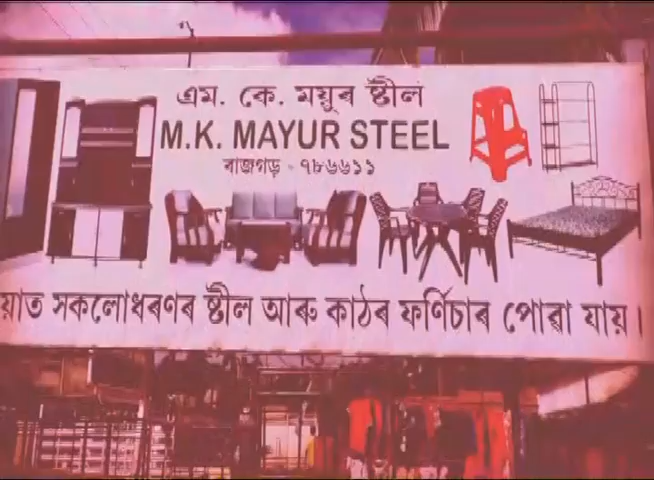 এম. কে. ময়ুৰ ষ্টীল
M.K. MAYUR STEEL
ৰাজগড় - ৭৮৬৬১১
য়াত সকলোধৰণৰ ষ্টীল আৰু কাঠৰ ফৰ্ণিচাৰ পোৱা যায়।